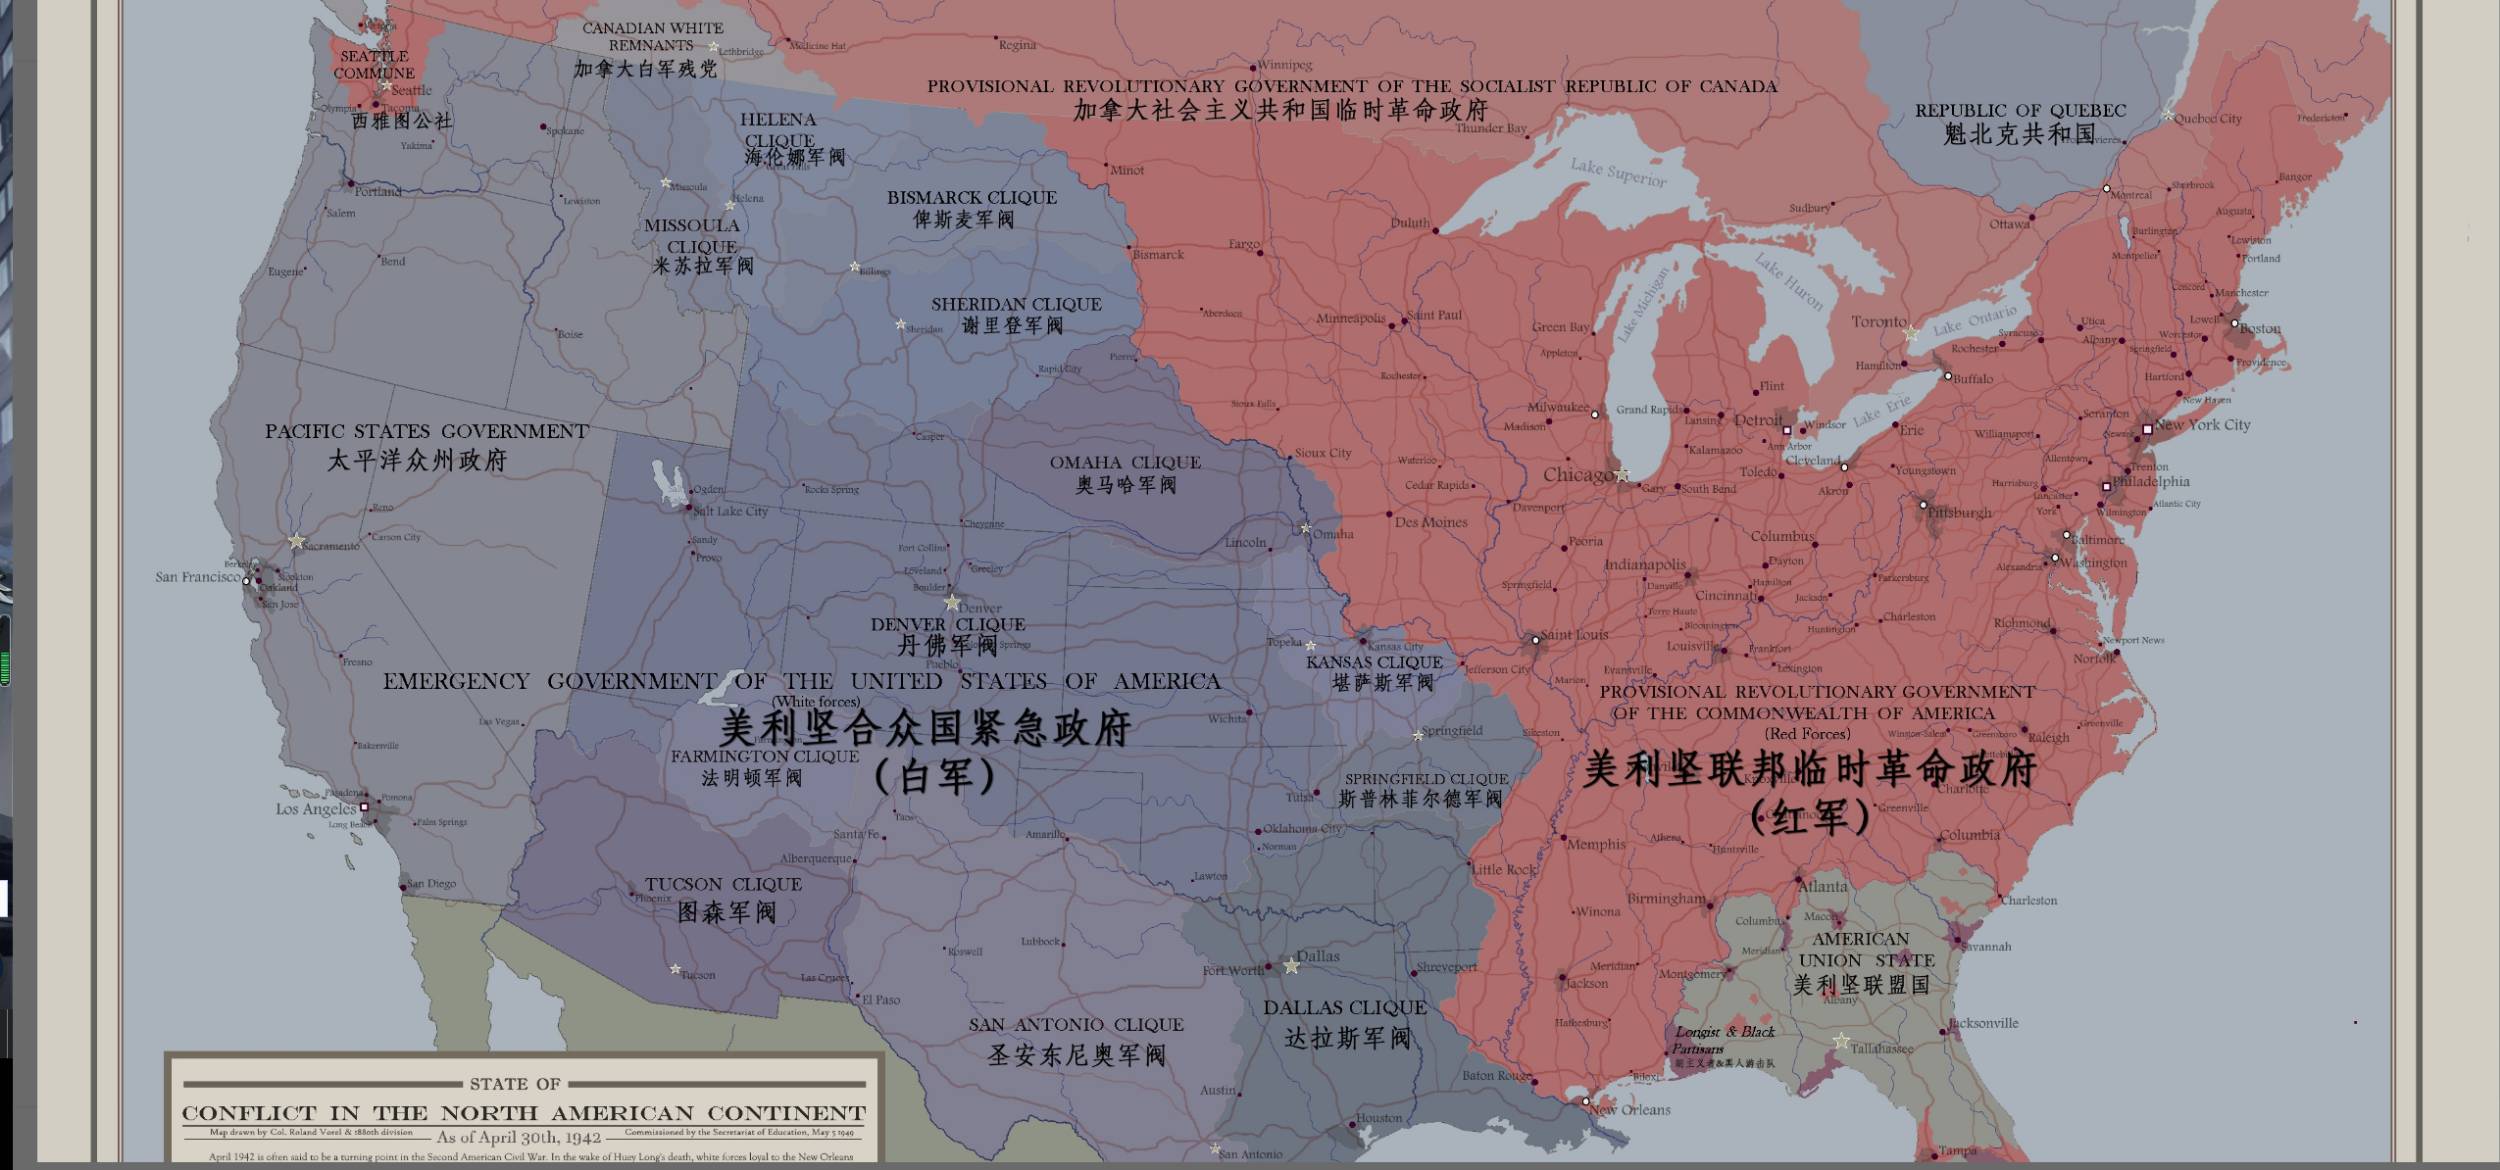 CANADIAN WHITE
REMNANTS
加拿大白军残党
Lethbridge
Medicine Hat
Regina
Winnipeg
SEATTLE
COMMUNE
Seattle
Olympia
Tacoma
西雅图公社
Spokane
Yakima
PROVISIONAL REVOLUTIONARY GOVERNMENT OF THE SOCIALIST REPUBLIC OF CANADA
加拿大社会主义共和国临时革命政府
Thunder Bay
REPUBLIC OF QUEBEC
魁北克共和国
Quebec City
Fredericton
HELENA
CLIQUE
海伦娜军阀
Great Falls
Minot
Lake Superior
Portland
Salem
Lewiston
Missoula
Helena
MISSOULA
CLIQUE
米苏拉军阀
BISMARCK CLIQUE
俾斯麦军阀
Bismarck
Fargo
Duluth
Sudbury
Ottawa
Montreal
Sherbrook
Bangor
Augusta
Burlington
Lewiston
Montpelier
Portland
Eugene
Bend
Billings
Lake Michigan
Lake Huron
Concord
Manchester
SHERIDAN CLIQUE
谢里登军阀
Sheridan
Boise
Aberdeen
Minneapolis
Saint Paul
Green Bay
Appleton
Toronto
Lake Ontario
Syracuse
Utica
Lowell
Boston
Worcester
Albany
Springfield
Rochester
Providence
Pierre
Rapid City
Rochester
Hamilton
Buffalo
Hartford
New Haven
Sioux Falls
Milwaukee
Madison
Grand Rapids
Flint
Lansing
Detroit
Windsor
Lake Erie
Erie
Ann Arbor
Scranton
Williamsport
Newark
New York City
PACIFIC STATES GOVERNMENT
太平洋众州政府
Casper
OMAHA CLIQUE
奥马哈军阀
Sioux City
Waterloo
Cedar Rapids
Chicago
Gary
South Bend
Kalamazoo
Toledo
Cleveland
Akron
Youngstown
Allentown
Trenton
Harrisburg
Philadelphia
Lancaster
York
Wilmington
Atlantic City
Ogden
Salt Lake City
Rocks Spring
Sandy
Provo
Reno
Carson City
Sacramento
Cheyenne
Fort Collins
Loveland
Greeley
Boulder
Denver
Lincoln
Omaha
Des Moines
Davenport
Peoria
Columbus
Pittsburgh
Baltimore
Washington
Alexandria
Berkeley
San Francisco
Stockton
Oakland
San Jose
Springfield
Indianapolis
Danville
Dayton
Hamilton
Cincinnati
Parkersburg
Jackson
Terre Haute
Bloomington
Huntington
Charleston
Richmond
Newport News
Norfolk
DENVER CLIQUE
丹佛军阀
Pueblo
Topeka
Kansas City
KANSAS CLIQUE
堪萨斯军阀
Jefferson City
Saint Louis
Louisville
Frankfort
Lexington
Evansville
Marion
Fresno
EMERGENCY GOVERNMENT OF THE UNITED STATES OF AMERICA
(White forces)
美利坚合众国紧急政府
（白军）
Las Vegas
Bakersville
Wichita
Springfield
Sikeston
PROVISIONAL REVOLUTIONARY GOVERNMENT
OF THE COMMONWEALTH OF AMERICA
(Red Forces)
Winston-Salem
Greensboro
Greenville
Raleigh
美利坚联邦临时革命政府
（红军）
Charlotte
Greenville
Columbia
FARMINGTON CLIQUE
法明顿军阀
SPRINGFIELD CLIQUE
斯普林菲尔德军阀
Tulsa
Pasadena
Pomona
Los Angeles
Long Beach
Palm Springs
Taos
Santa Fe
Amarillo
Oklahoma City
Norman
Memphis
Athens
Huntsville
Alberquerque
Lawton
Little Rock
San Diego
TUCSON CLIQUE
图森军阀
Phoenix
Tucson
Las Cruces
El Paso
Roswell
Lubbock
Winona
Birmingham
Atlanta
Charleston
Columbus
Macon
Meridian
Savannah
AMERICAN
UNION STATE
美利坚联盟国
Albany
Fort Worth
Dallas
Shreveport
Meridian
Montgomery
Jackson
DALLAS CLIQUE
达拉斯军阀
SAN ANTONIO CLIQUE
圣安东尼奥军阀
Hattiesburg
Longist & Black
Partisans
Jacksonville
Tallahassee
Austin
Baton Rouge
Biloxi
New Orleans
Houston
San Antonio
Tampa
STATE OF
CONFLICT IN THE NORTH AMERICAN CONTINENT
Map drawn by Col. Roland Vorel & 1880th division
As of April 30th, 1942
Commissioned by the Secretariat of Education, May 5 1949
April 1942 is often said to be a turning point in the Second American Civil War. In the wake of Huey Long's death, white forces loyal to the New Orleans